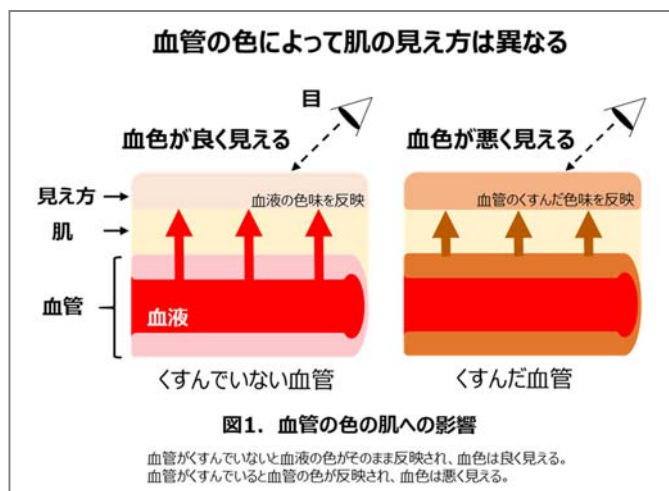 血管の色によって肌の見え方は異なる
目
血色が良く見える
血色が悪く見える
見え方
血液の色味を反映
血管のくすんだ色味を反映
肌
血管
血液
くすんでいない血管
くすんだ血管
図1. 血管の色の肌への影響
血管がくすんでいないと血液の色がそのまま反映され、血色は良く見える。
血管がくすんでいると血管の色が反映され、血色は悪く見える。